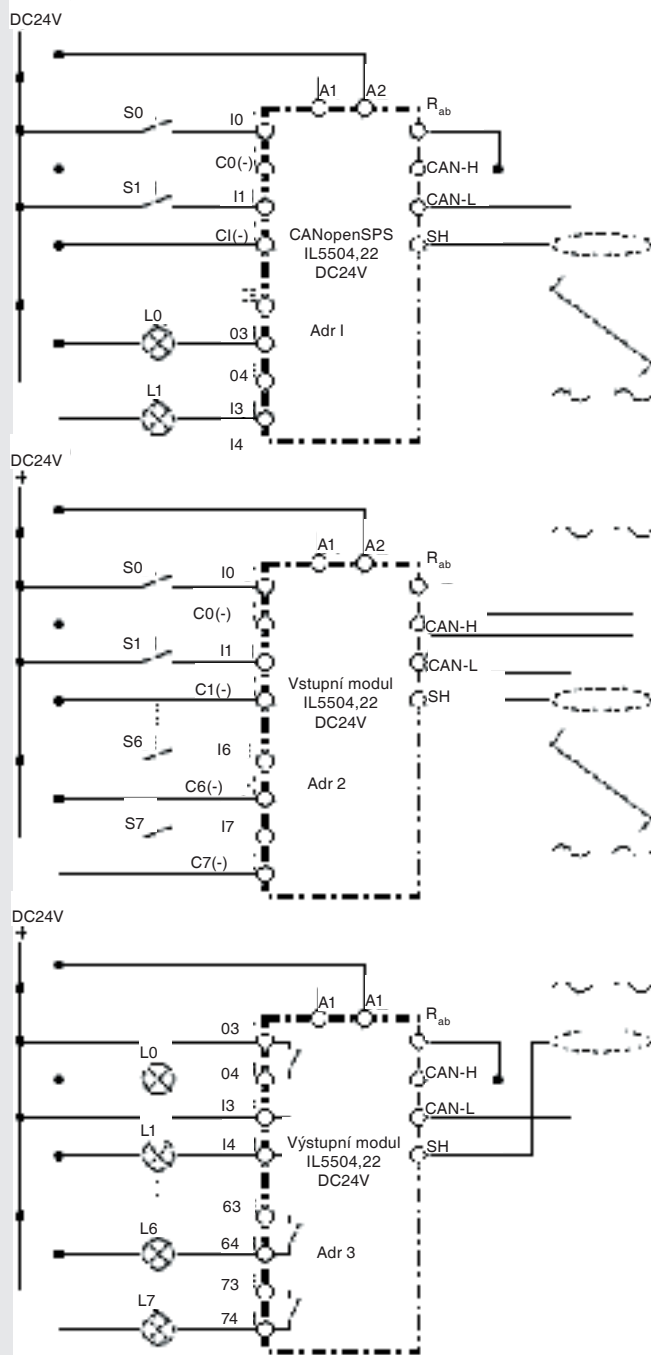 DC24V
A1 A2
S0 I0 R ab
C0(-) CAN-H
S1 I1 CAN-L
CI(-) CANopenSPS SH
IL5504,22
DC24V
L0 03 Adr I
04
L1 I3
I4
DC24V
+
A1 A2
S0 I0 R ab
C0(-) CAN-H
S1 I1 CAN-L
C1(-) Vstupní modul SH
IL5504,22
DC24V
S6 I6
C6(-) Adr 2
S7 I7
C7(-)
DC24V
+
A1 A1
03 R ab
L0 04 CAN-H
I3 CAN-L
L1 I4 Výstupní modul SH
IL5504,22
DC24V
63
L6 64 Adr 3
73
L7 74